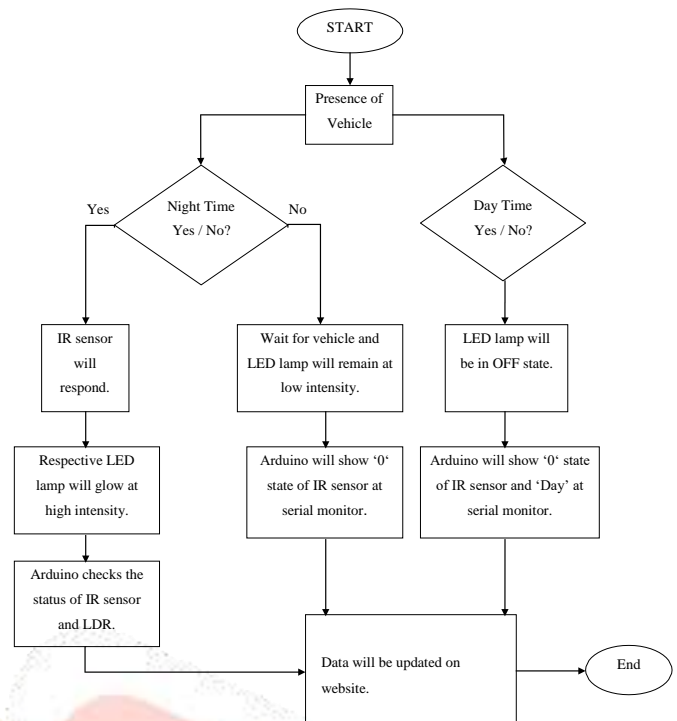 START
Presence of
Vehicle
Yes
Night Time
Yes / No?
No
Day Time
Yes / No?
IR sensor
will
respond.
Wait for vehicle and
LED lamp will remain at
low intensity.
LED lamp will
be in OFF state.
Respective LED
lamp will glow at
high intensity.
Arduino will show ‘0‘
state of IR sensor at
serial monitor.
Arduino will show ‘0‘ state
of IR sensor and ‘Day’ at
serial monitor.
Arduino checks the
status of IR sensor
and LDR.
Data will be updated on
website.
End